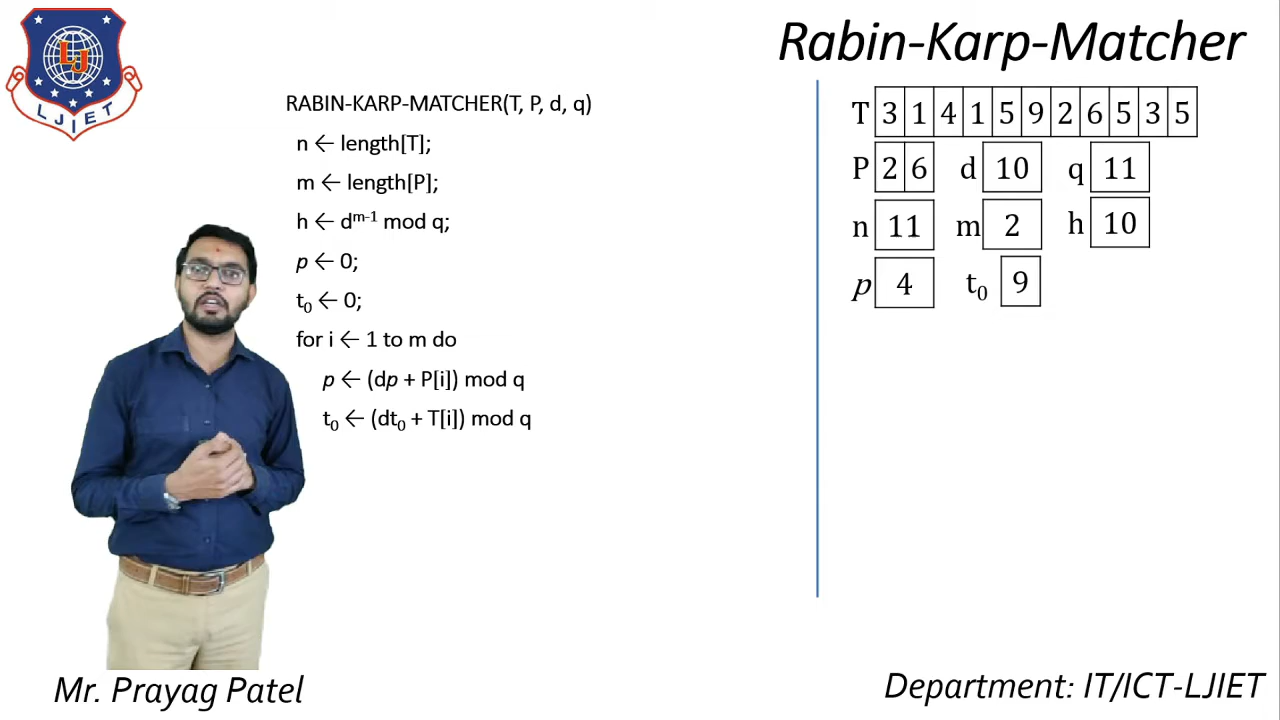 Rabin-Karp-Matcher
LJ
LJIET
RABIN-KARP-MATCHER(T, P, d, q)
n ← length[T];
m ← length[P];
h ← dᵐ⁻¹ mod q;
p ← 0;
t₀ ← 0;
for i ← 1 to m do
p ← (dp + P[i]) mod q
t₀ ← (dt₀ + T[i]) mod q
T 3 1 4 1 5 9 2 6 5 3 5
P 2 6 d 10 q 11
n 11 m 2 h 10
p 4 t₀ 9
Mr. Prayag Patel
Department: IT/ICT-LJIET